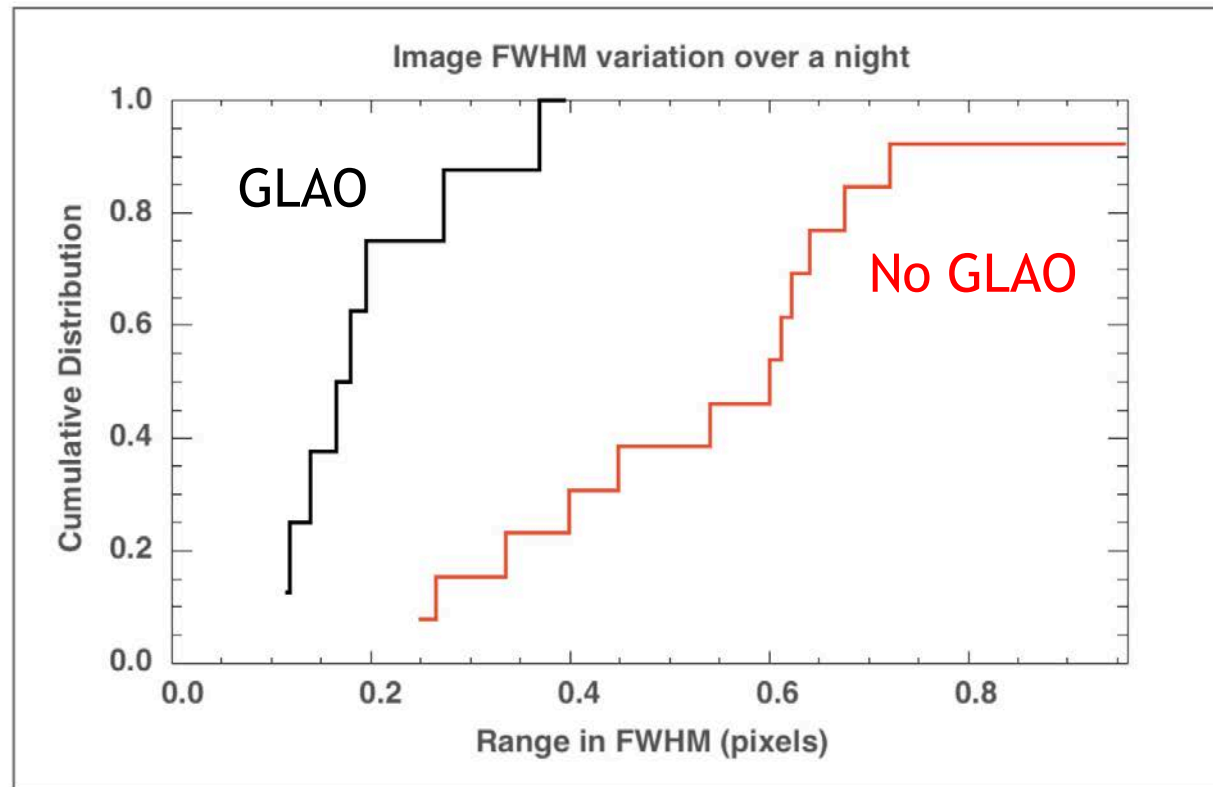 Image FWHM variation over a night
1.0
0.8
0.6
0.4
0.2
0.0
Cumulative Distribution
GLAO
No GLAO
0.0 0.2 0.4 0.6 0.8
Range in FWHM (pixels)